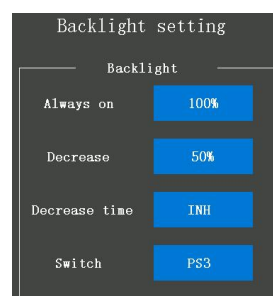 Backlight setting
Backlight
Always on 100%
Decrease 50%
Decrease time INH
Switch PS3